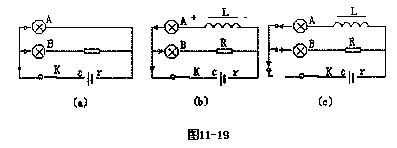 A
B
K ε r
(a)
A + L -
B R
K ε r
(b)
L
A
B R
K ε r
(c)
图11-19